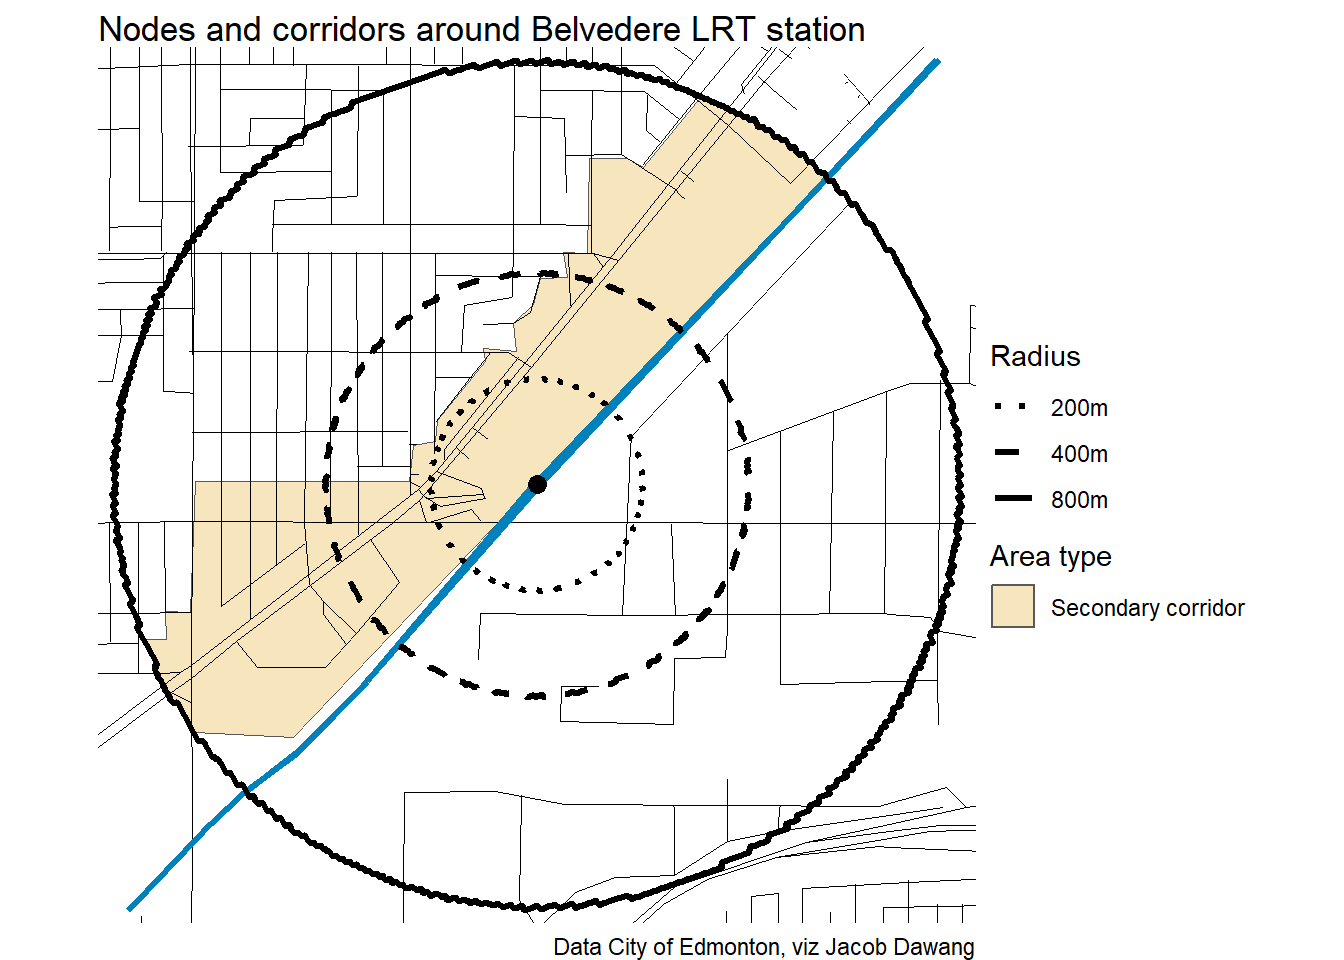 Nodes and corridors around Belvedere LRT station
Radius
200m
400m
800m
Area type
Secondary corridor
Data City of Edmonton, viz Jacob Dawang